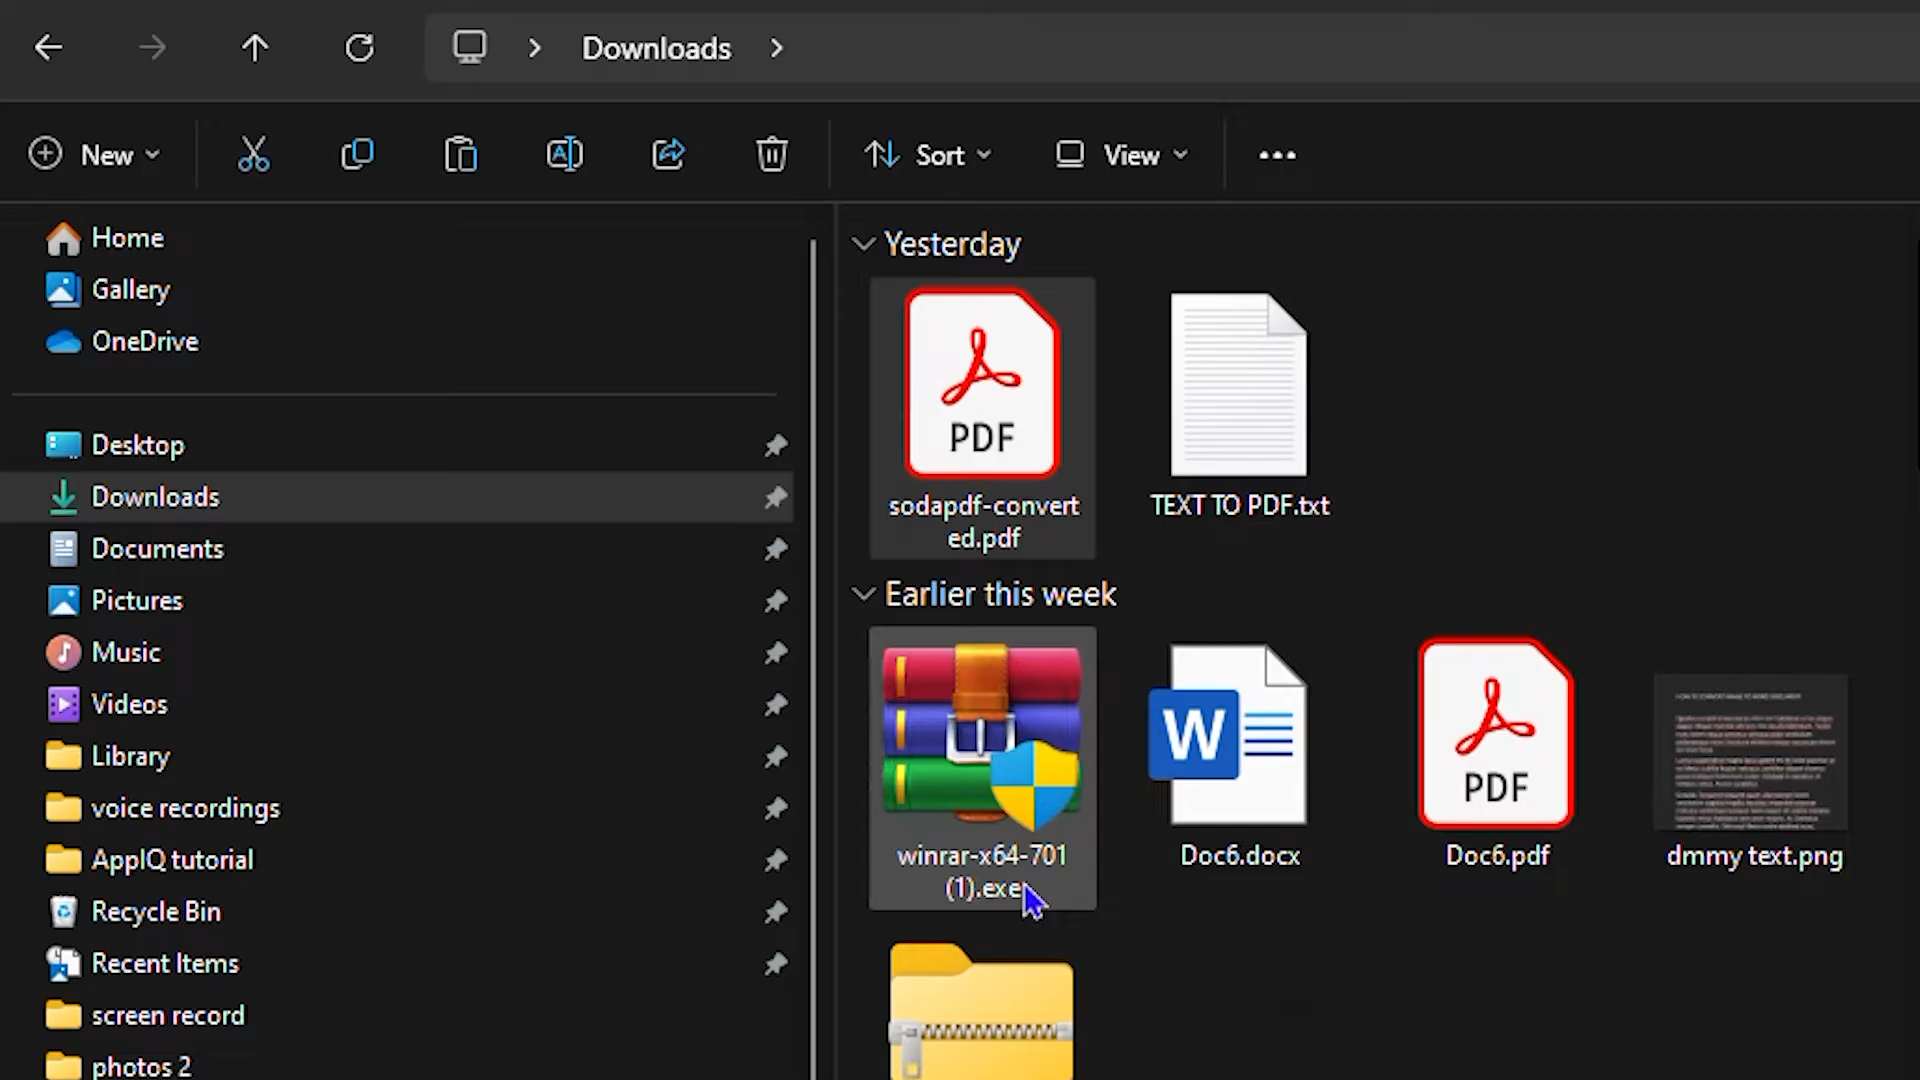 Downloads
New
Sort
View
Home
Gallery
OneDrive
Desktop
Downloads
Documents
Pictures
Music
Videos
Library
voice recordings
AppIQ tutorial
Recycle Bin
Recent Items
screen record
photos 2
Yesterday
PDF
sodapdf-convert
ed.pdf
TEXT TO PDF.txt
Earlier this week
winrar-x64-701
(1).exe
W
Doc6.docx
PDF
Doc6.pdf
dmmy text.png